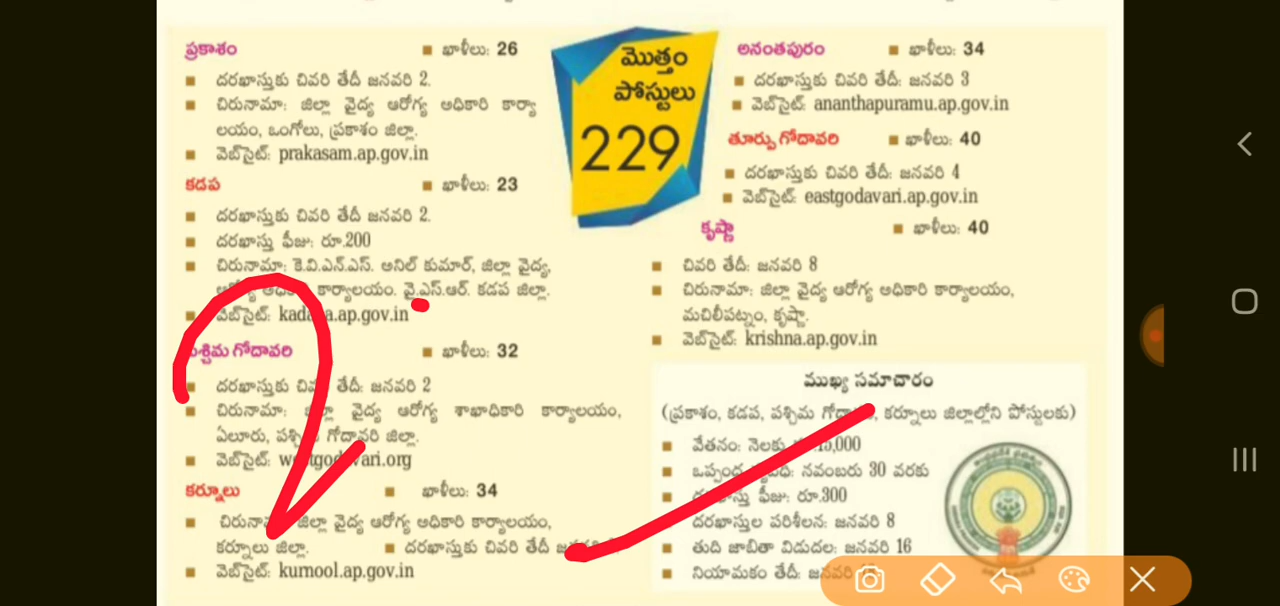 ప్రకాశం
ఖాళీలు: 26
దరఖాస్తుకు చివరి తేదీ జనవరి 2.
చిరునామా: జిల్లా వైద్య ఆరోగ్య అధికారి కార్యా
లయం, ఒంగోలు, ప్రకాశం జిల్లా.
వెబ్‌సైట్: prakasam.ap.gov.in
కడప
ఖాళీలు: 23
దరఖాస్తుకు చివరి తేదీ జనవరి 2.
దరఖాస్తు ఫీజు: రూ.200
చిరునామా: కె.వి.ఎన్.ఎస్. అనిల్ కుమార్, జిల్లా వైద్య,
కార్యాలయం. వై.ఎస్.ఆర్. కడప జిల్లా.
వెబ్‌సైట్:
పశ్చిమ గోదావరి
ఖాళీలు: 32
దరఖాస్తుకు తేదీ: జనవరి 2
చిరునామా: వైద్య ఆరోగ్య శాఖాధికారి కార్యాలయం,
ఏలూరు, గోదావరి జిల్లా.
వెబ్‌సైట్:
కర్నూలు
ఖాళీలు: 34
జిల్లా వైద్య ఆరోగ్య అధికారి కార్యాలయం,
కర్నూలు జిల్లా.
దరఖాస్తుకు చివరి తేదీ
వెబ్‌సైట్: kurnool.ap.gov.in
మొత్తం
పోస్టులు
229
అనంతపురం
ఖాళీలు: 34
దరఖాస్తుకు చివరి తేది: జనవరి 3
వెబ్‌సైట్: ananthapuramu.ap.gov.in
తూర్పు గోదావరి
ఖాళీలు: 40
దరఖాస్తుకు చివరి తేదీ: జనవరి 4
వెబ్‌సైట్: eastgodavari.ap.gov.in
కృష్ణా
ఖాళీలు: 40
చివరి తేదీ: జనవరి 8
చిరునామా: జిల్లా వైద్య ఆరోగ్య అధికారి కార్యాలయం,
మచిలీపట్నం, కృష్ణా.
వెబ్‌సైట్: krishna.ap.gov.in
ముఖ్య సమాచారం
(ప్రకాశం, కడప, పశ్చిమ కర్నూలు జిల్లాల్లోని పోస్టులకు)
వేతనం: నెలకు
ఒప్పంద నవంబరు 30 వరకు
ఫీజు: రూ.300
దరఖాస్తుల పరిశీలన: జనవరి 8
తుది జాబితా విడుదల: జనవరి 16
నియామకం తేదీ: